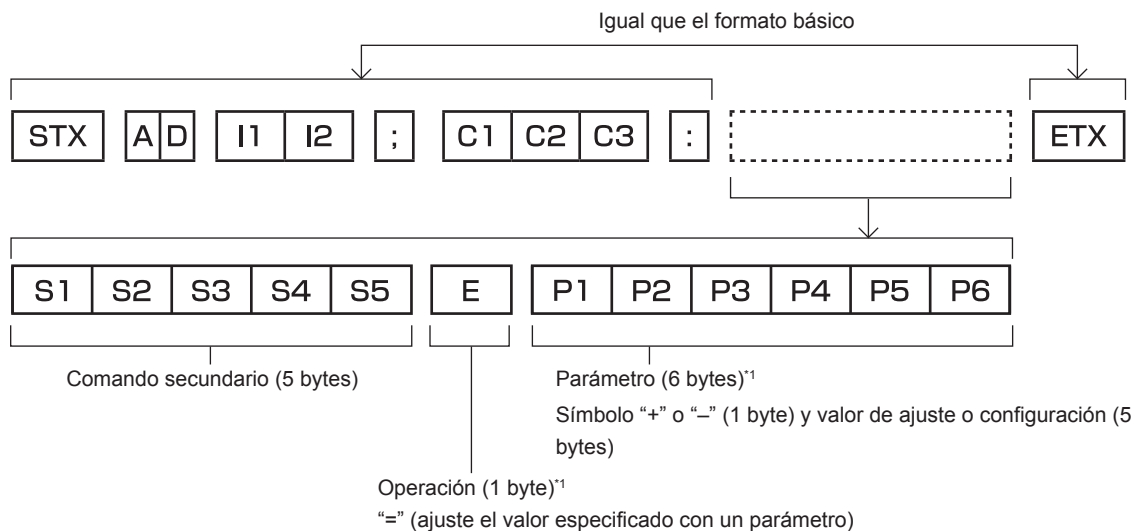 Igual que el formato básico
STX A D I1 I2 ; C1 C2 C3 : ETX
S1 S2 S3 S4 S5 E P1 P2 P3 P4 P5 P6
Comando secundario (5 bytes)
Parámetro (6 bytes)*1
Símbolo “+” o “–” (1 byte) y valor de ajuste o configuración (5
bytes)
Operación (1 byte)*1
“=” (ajuste el valor especificado con un parámetro)